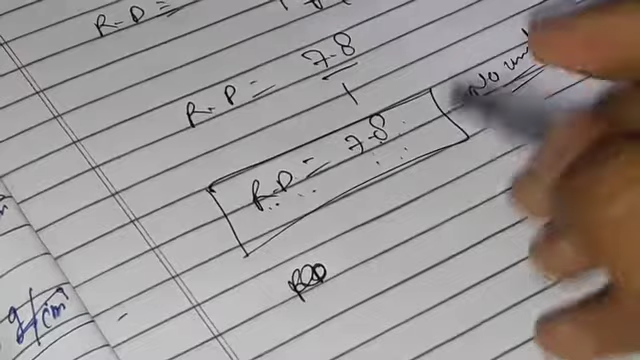 R.D =
R.D = 7.8
1
No unit
R.D = 7.8
g/cm³